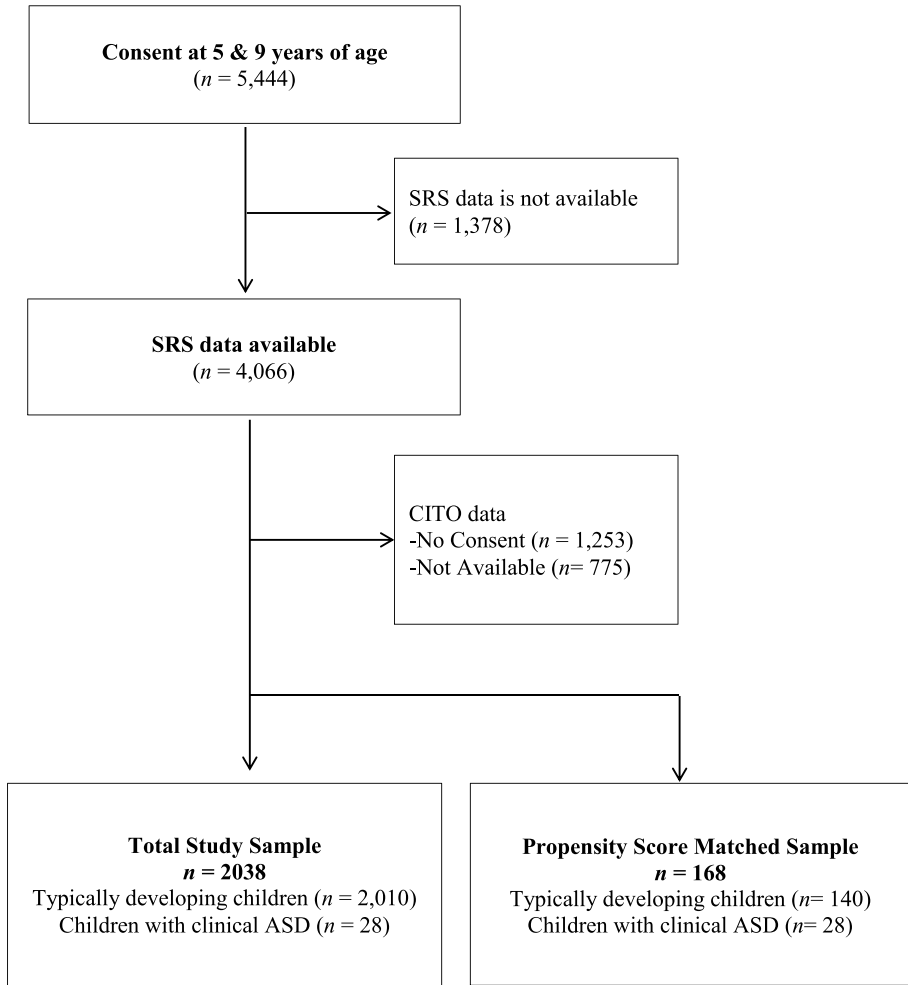 Consent at 5 & 9 years of age
(n = 5,444)
SRS data is not available
(n = 1,378)
SRS data available
(n = 4,066)
CITO data
-No Consent (n = 1,253)
-Not Available (n= 775)
Total Study Sample
n = 2038
Typically developing children (n = 2,010)
Children with clinical ASD (n = 28)
Propensity Score Matched Sample
n = 168
Typically developing children (n= 140)
Children with clinical ASD (n= 28)